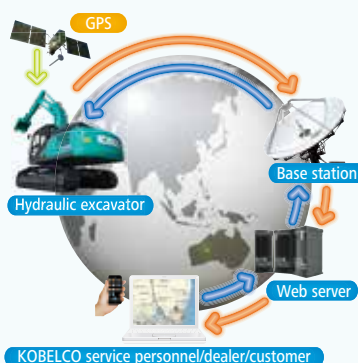 GPS
Base station
Hydraulic excavator
Web server
KOBELCO service personnel/dealer/customer